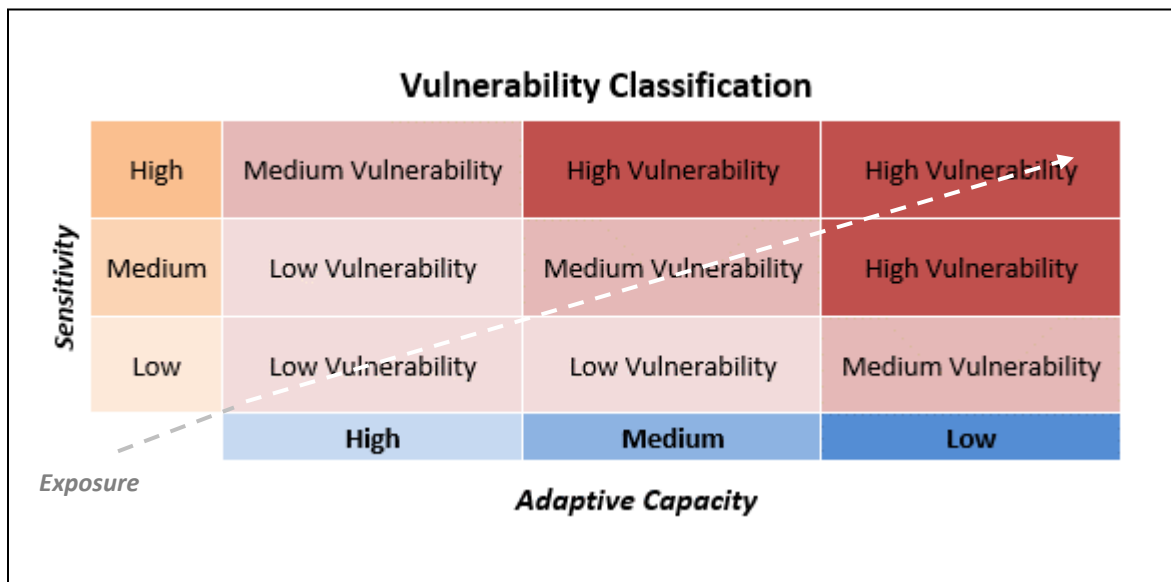 Vulnerability Classification
Sensitivity
High
Medium Vulnerability
High Vulnerability
High Vulnerability
Medium
Low Vulnerability
Medium Vulnerability
High Vulnerability
Low
Low Vulnerability
Low Vulnerability
Medium Vulnerability
High
Medium
Low
Exposure
Adaptive Capacity